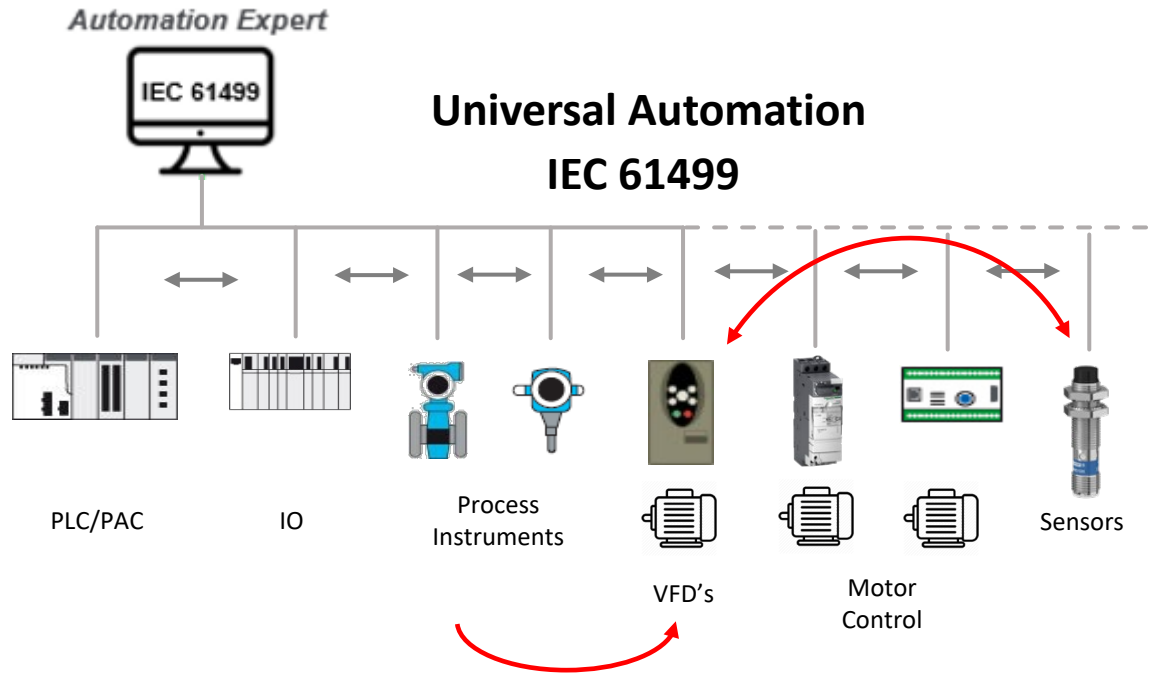 Automation Expert
IEC 61499
Universal Automation
IEC 61499
PLC/PAC
IO
Process
Instruments
VFD’s
Motor
Control
Sensors